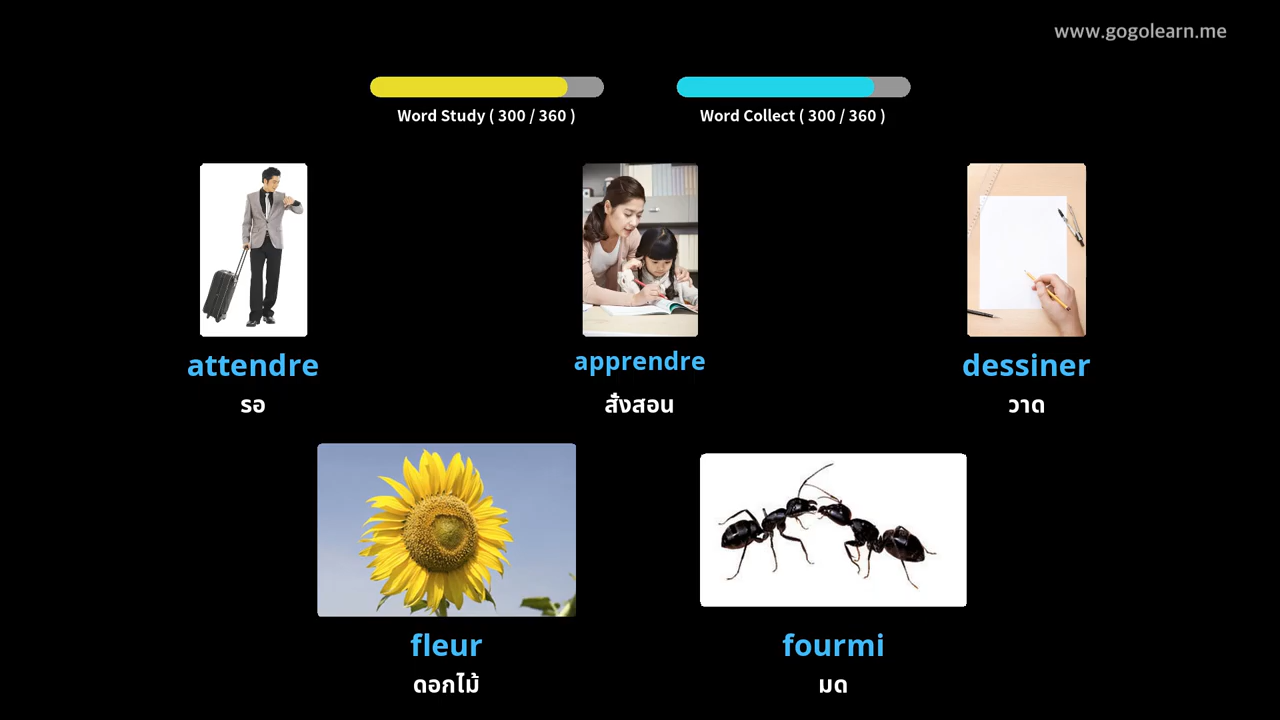 www.gogolearn.me
Word Study ( 300 / 360 )
Word Collect ( 300 / 360 )
attendre
รอ
apprendre
สั่งสอน
dessiner
วาด
fleur
ดอกไม้
fourmi
มด